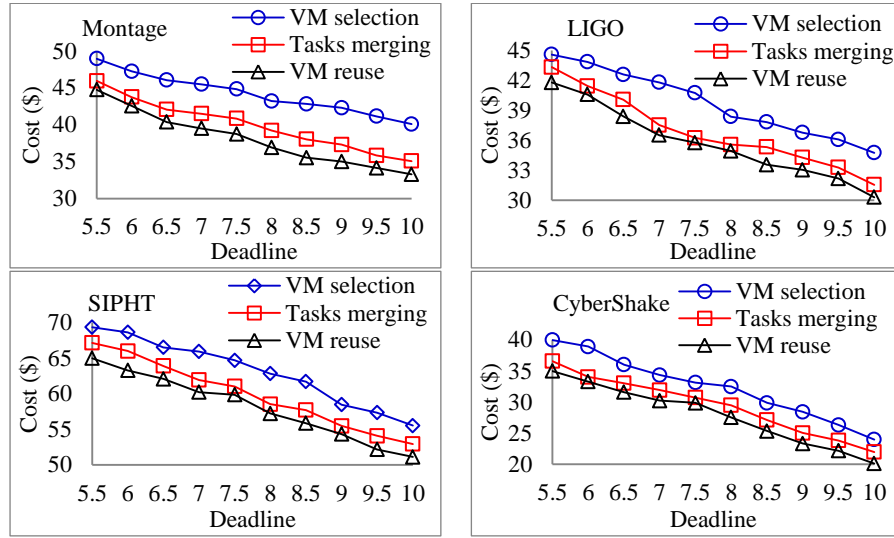 Montage
VM selection
Tasks merging
VM reuse
Cost ($)
50
45
40
35
30
5.5 6 6.5 7 7.5 8 8.5 9 9.5 10
Deadline
LIGO
VM selection
Tasks merging
VM reuse
Cost ($)
45
42
39
36
33
30
5.5 6 6.5 7 7.5 8 8.5 9 9.5 10
Deadline
SIPHT
VM selection
Tasks merging
VM reuse
Cost ($)
70
65
60
55
50
5.5 6 6.5 7 7.5 8 8.5 9 9.5 10
Deadline
CyberShake
VM selection
Tasks merging
VM reuse
Cost ($)
40
35
30
25
20
5.5 6 6.5 7 7.5 8 8.5 9 9.5 10
Deadline